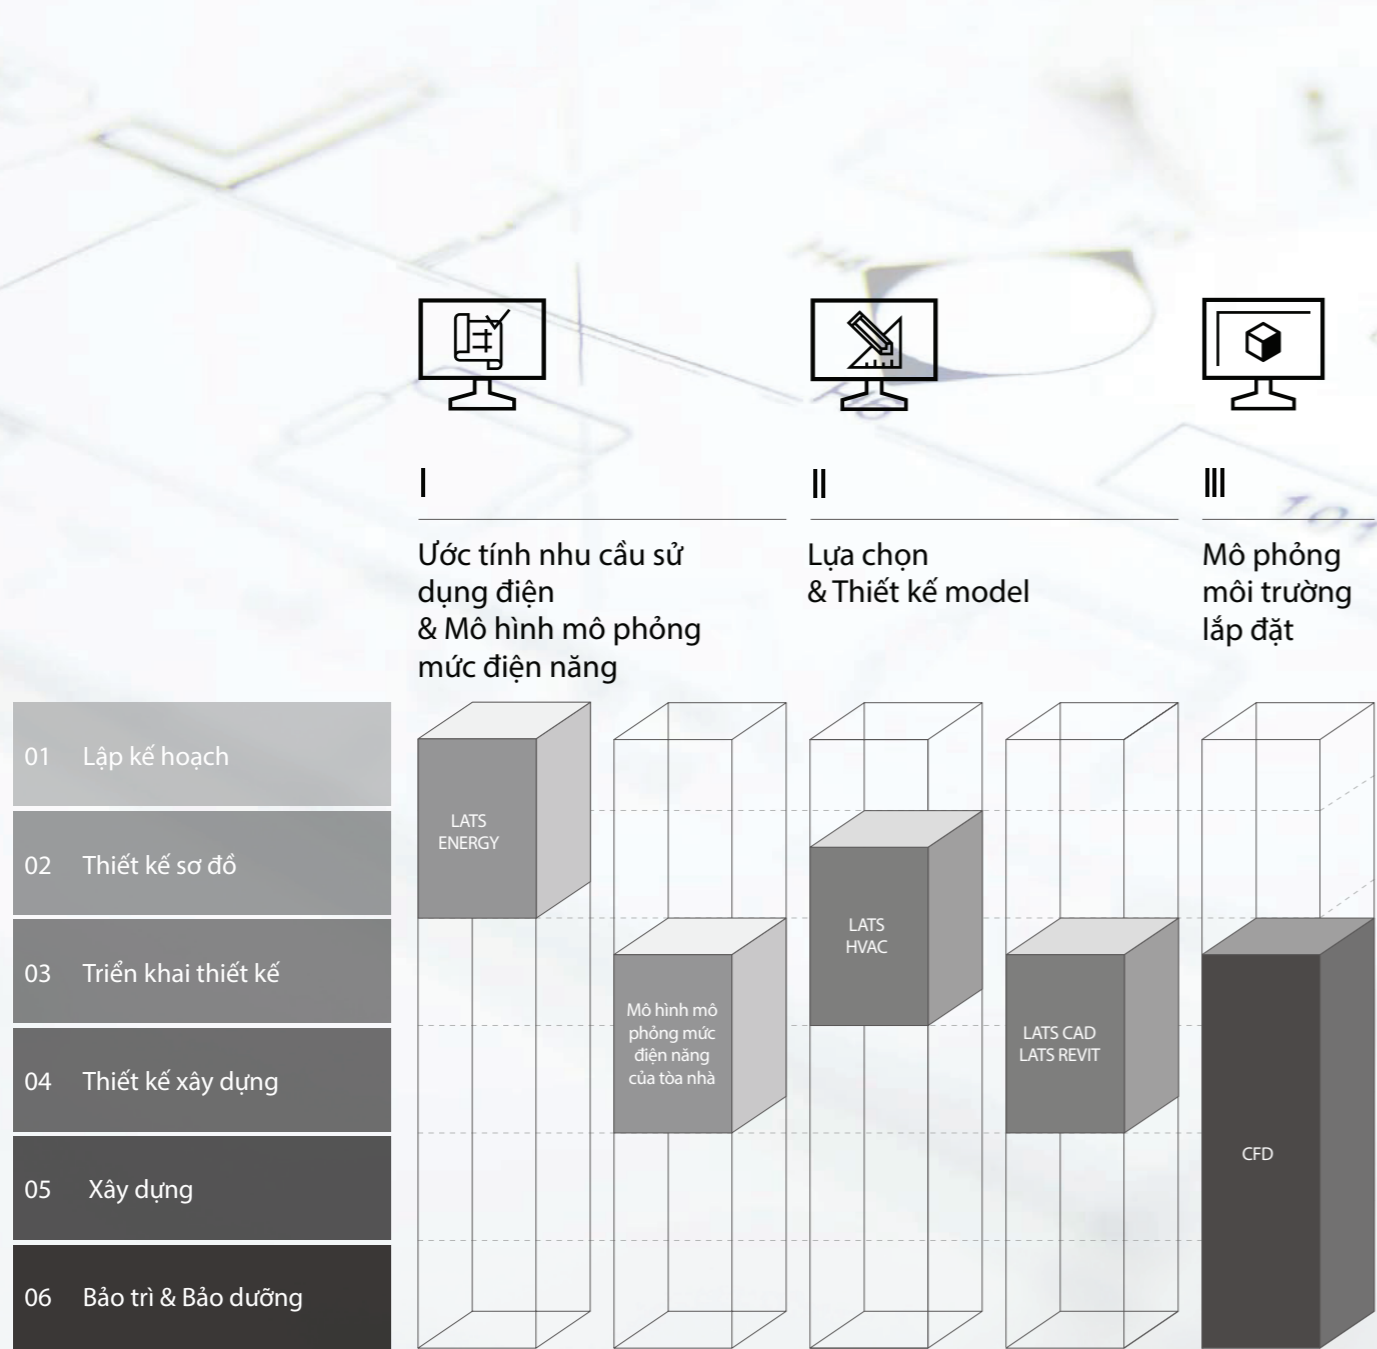 I
II
III
Ước tính nhu cầu sử
dụng điện
& Mô hình mô phỏng
mức điện năng
Lựa chọn
& Thiết kế model
Mô phỏng
môi trường
lắp đặt
01 Lập kế hoạch
02 Thiết kế sơ đồ
03 Triển khai thiết kế
04 Thiết kế xây dựng
05 Xây dựng
06 Bảo trì & Bảo dưỡng
LATS
ENERGY
Mô hình mô
phỏng mức
điện năng
của tòa nhà
LATS
HVAC
LATS CAD
LATS REVIT
CFD
101